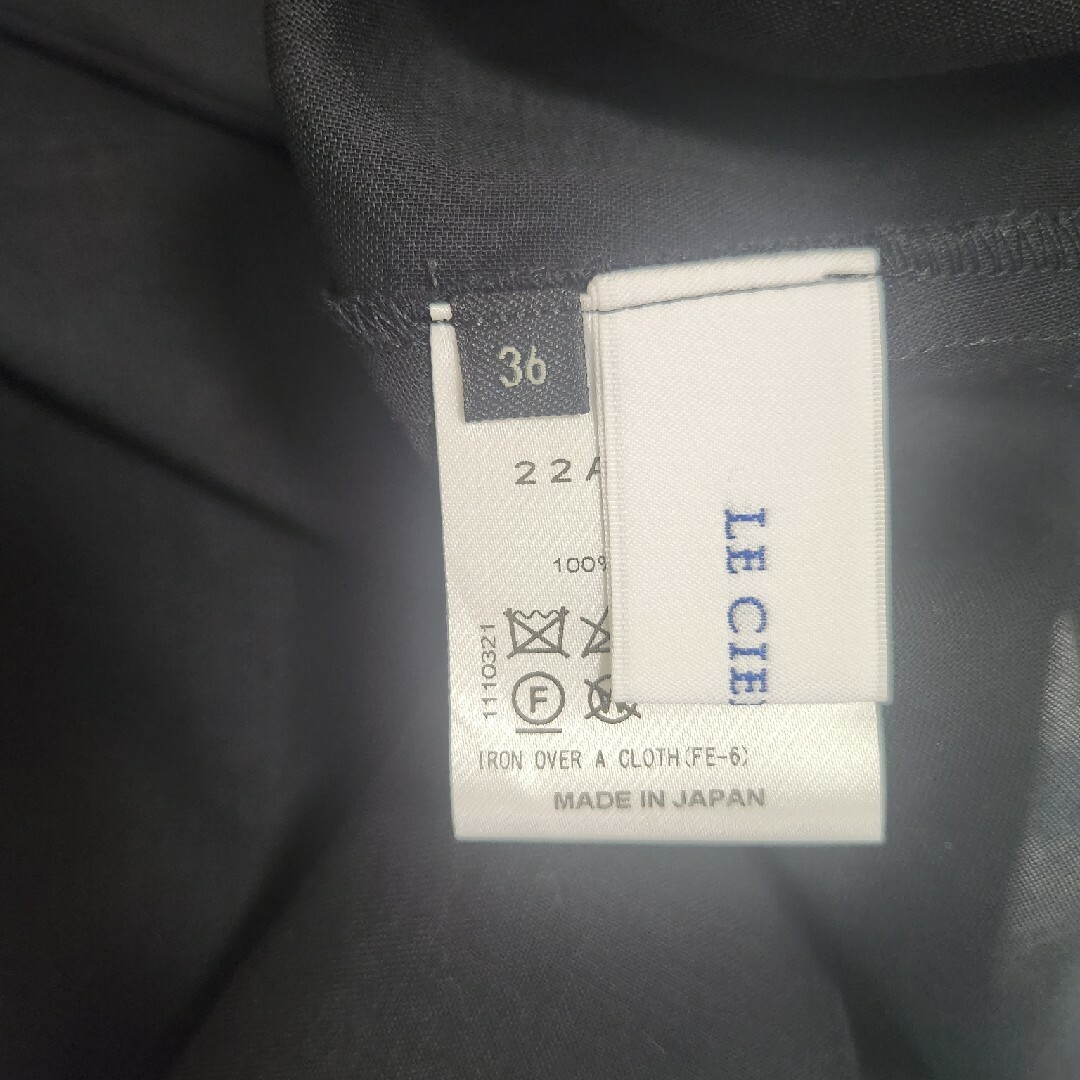 36
22A
100%
1110321
F
IRON OVER A CLOTH(FE-6)
MADE IN JAPAN
LE CIE